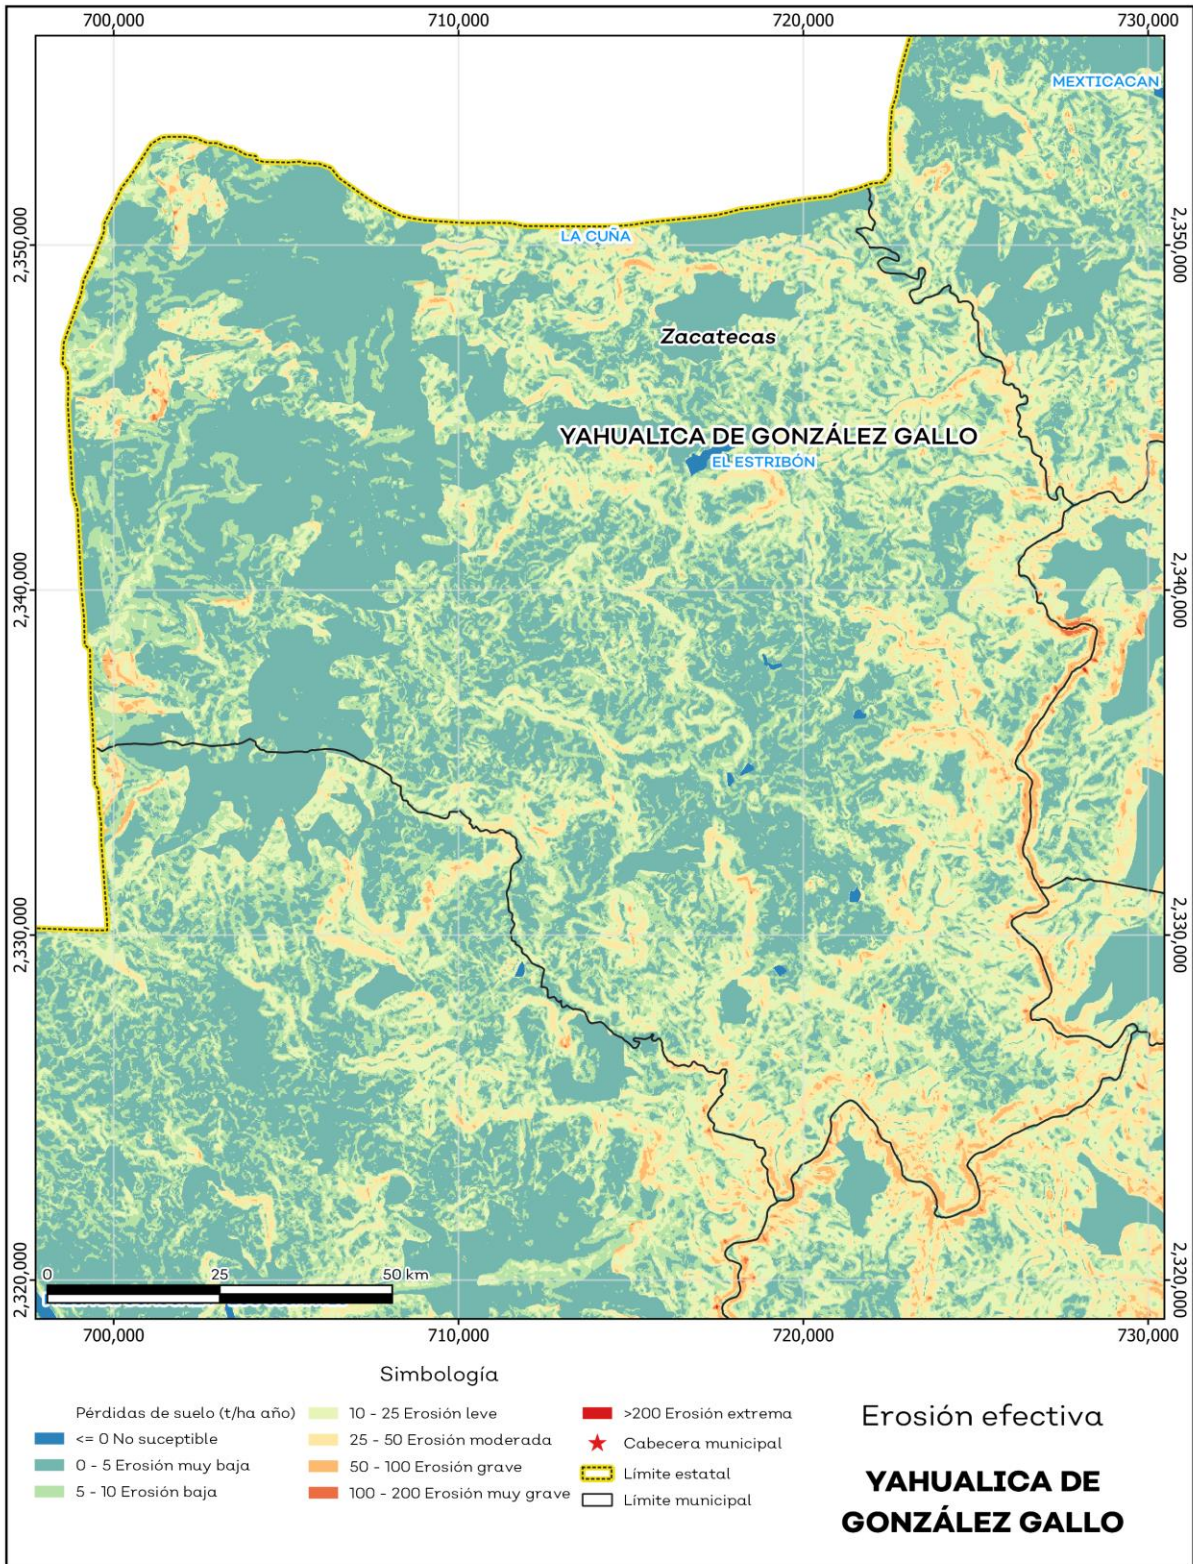 700,000
710,000
720,000
730,000
MEXTICACAN
2,350,000
2,350,000
LA CUÑA
Zacatecas
YAHUALICA DE GONZÁLEZ GALLO
EL ESTRIBÓN
2,340,000
2,340,000
2,330,000
2,330,000
2,320,000
2,320,000
0
25
50 km
700,000
710,000
720,000
730,000
Simbología
Pérdidas de suelo (t/ha año)
<= 0 No suceptible
0 - 5 Erosión muy baja
5 - 10 Erosión baja
10 - 25 Erosión leve
25 - 50 Erosión moderada
50 - 100 Erosión grave
100 - 200 Erosión muy grave
>200 Erosión extrema
Cabecera municipal
Límite estatal
Límite municipal
Erosión efectiva
YAHUALICA DE
GONZÁLEZ GALLO